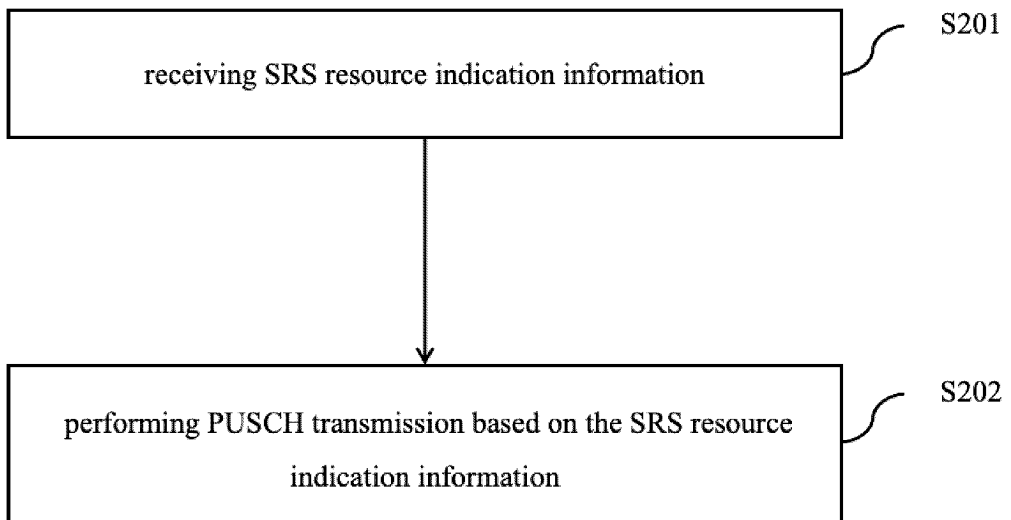 S201
receiving SRS resource indication information
S202
performing PUSCH transmission based on the SRS resource
indication information